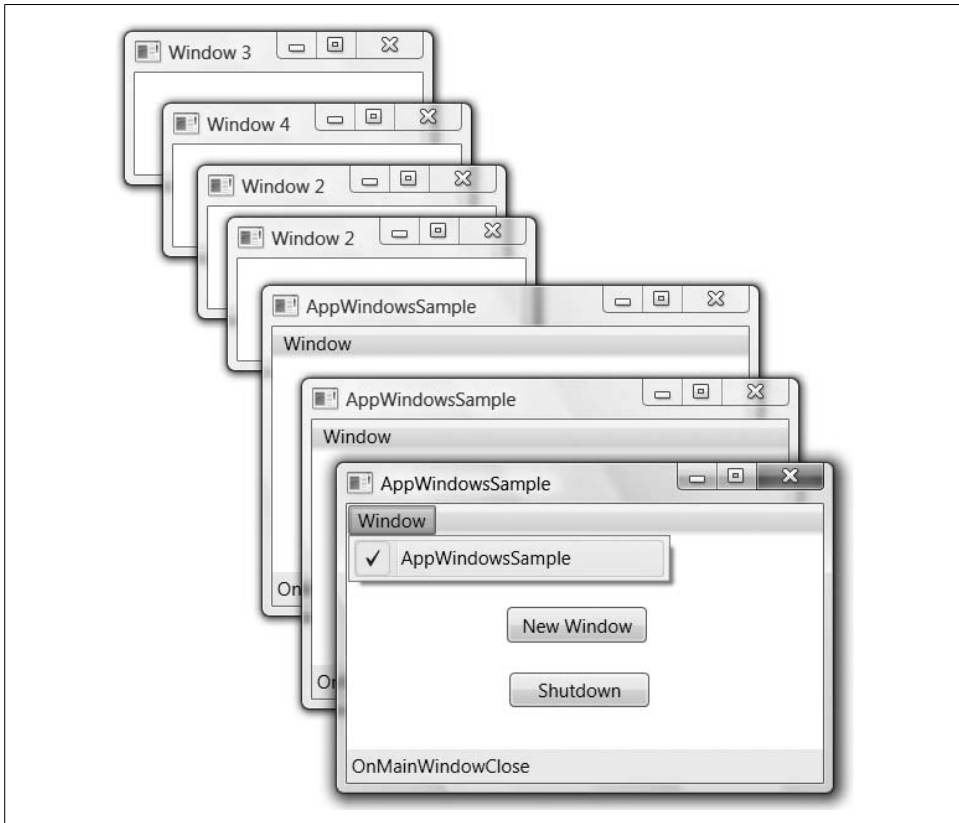 Window 3
Window 4
Window 2
Window 2
AppWindowsSample
Window
On
AppWindowsSample
Window
AppWindowsSample
Window
✓ AppWindowsSample
New Window
Shutdown
OnMainWindowClose